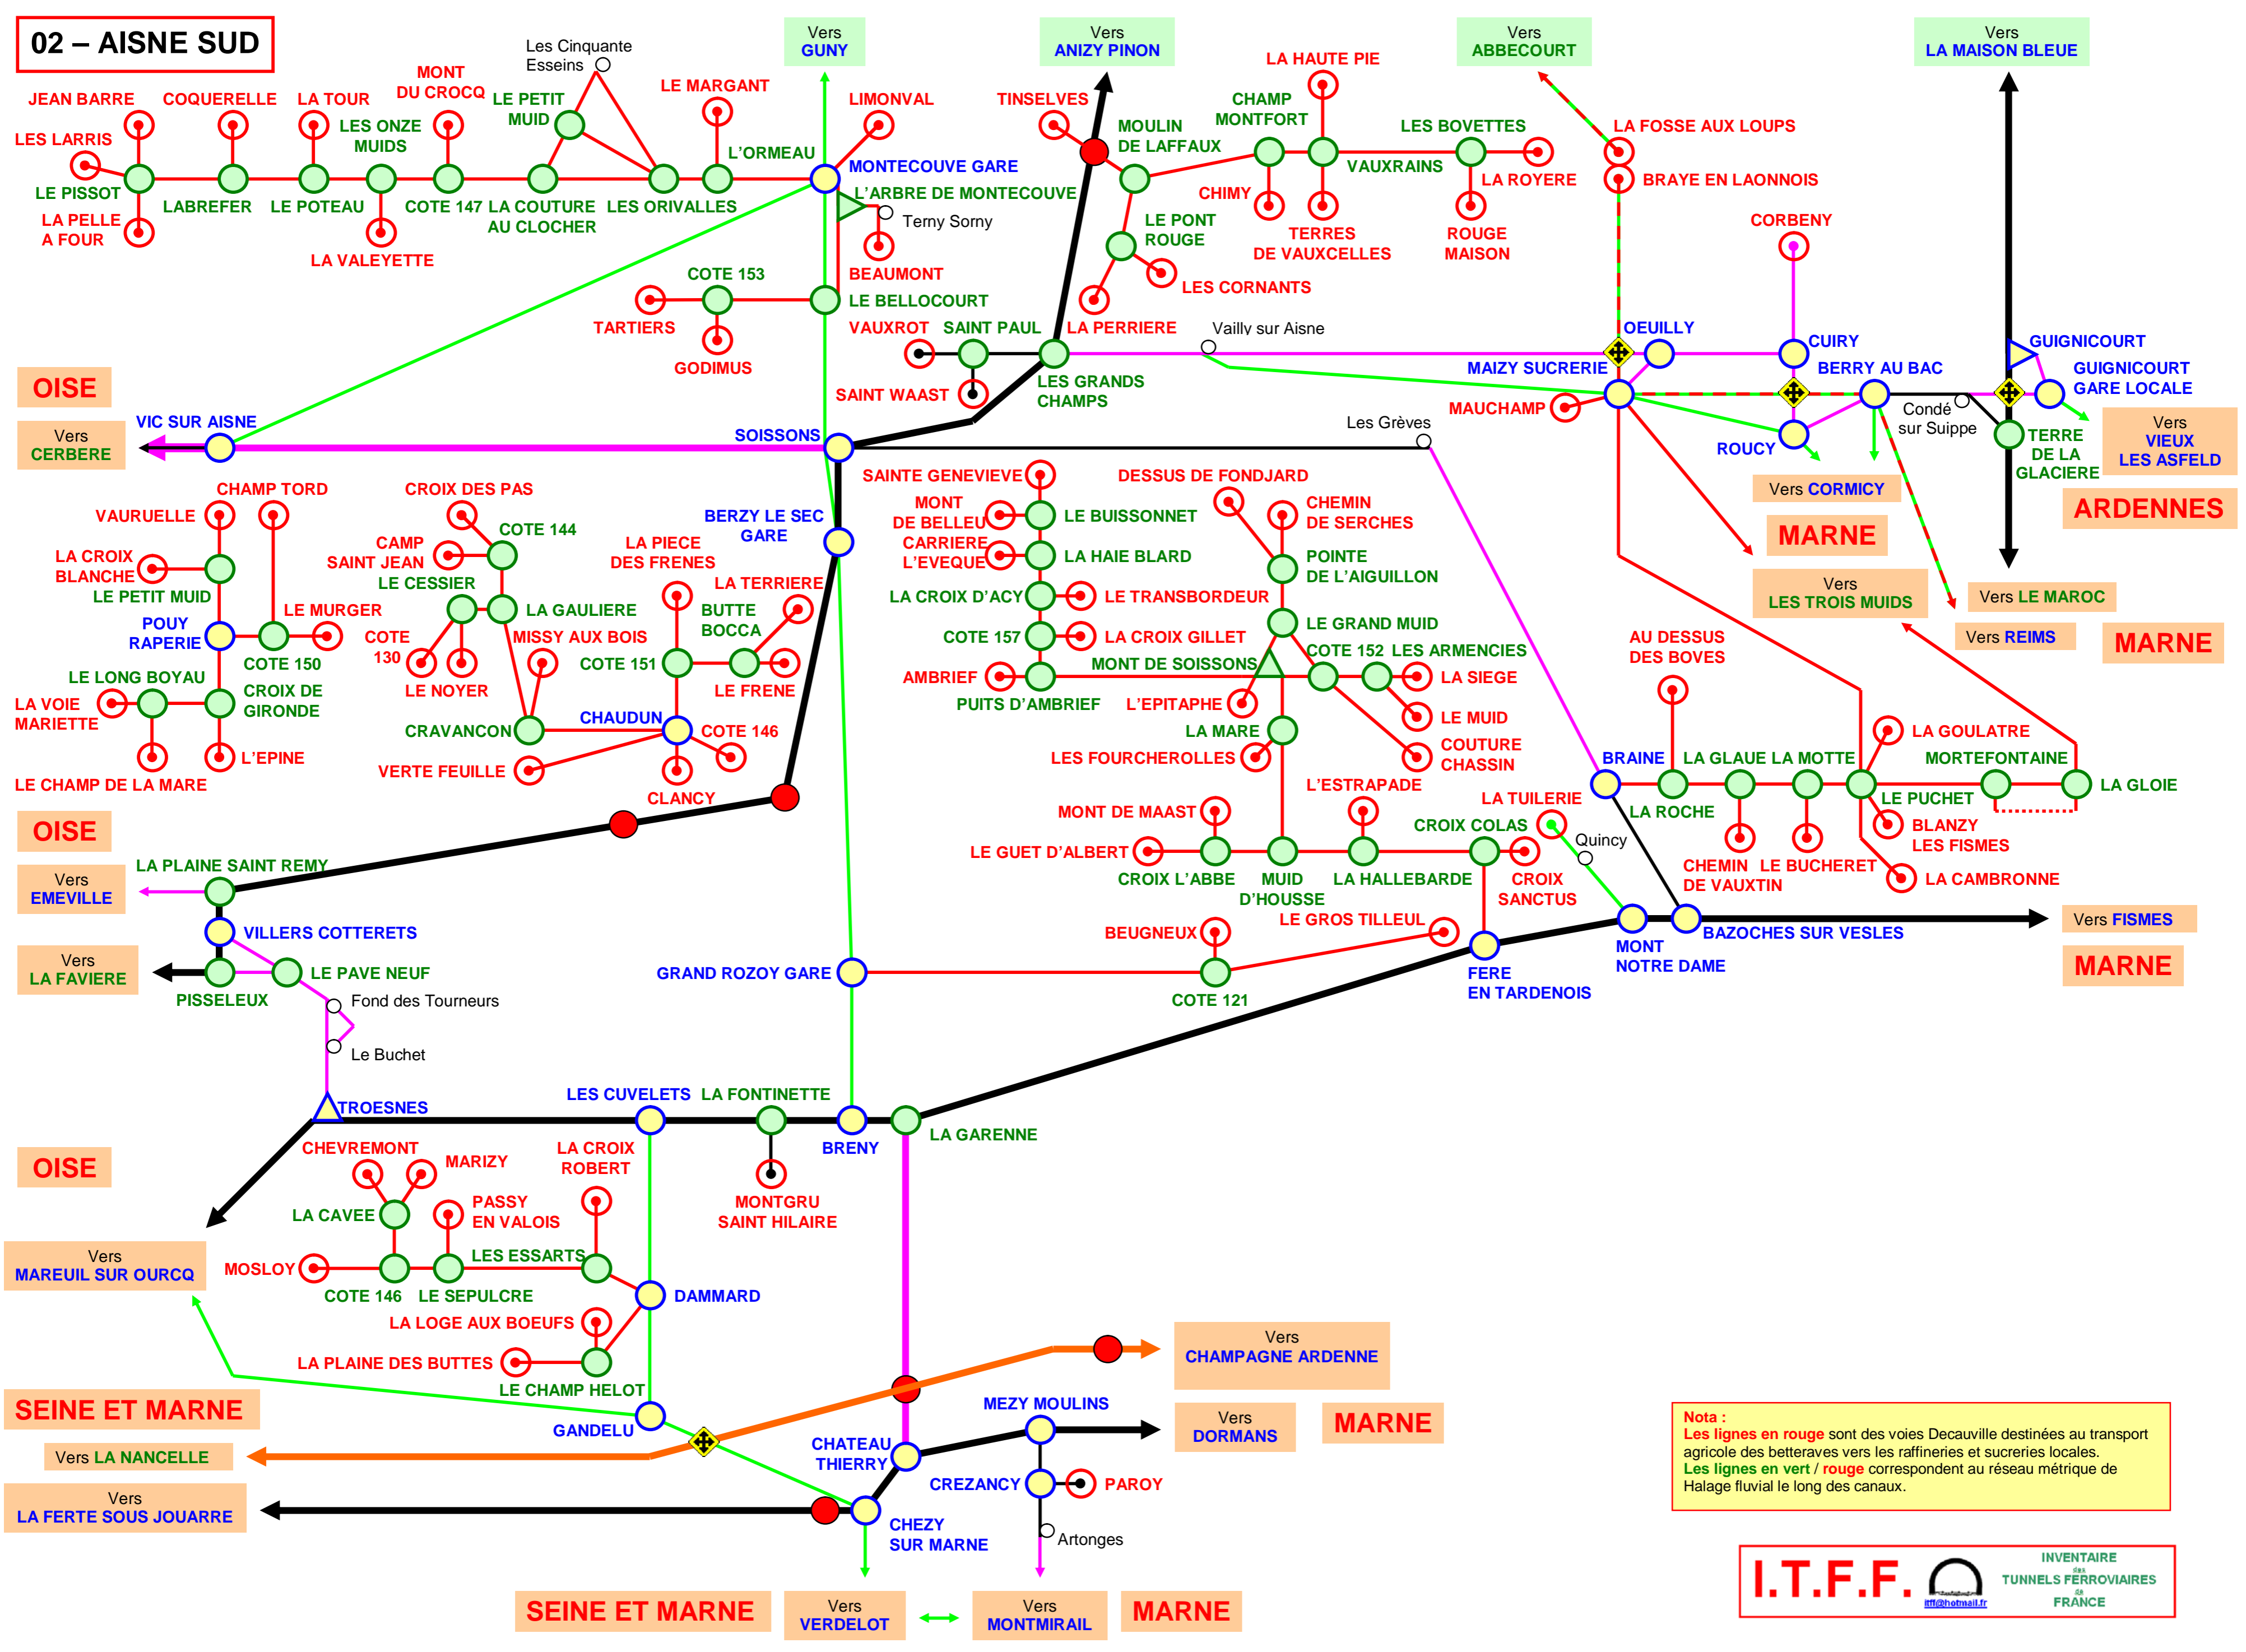 02 – AISNE SUD
Les Cinquante
Esseins
Vers
GUNY
Vers
ANIZY PINON
Vers
ABBECOURT
Vers
LA MAISON BLEUE
JEAN BARRE
COQUERELLE
LA TOUR
MONT
DU CROCQ
LE PETIT
MUID
LE MARGANT
LIMONVAL
TINSELVES
LA HAUTE PIE
CHAMP
MONTFORT
MOULIN
DE LAFFAUX
LES BOVETTES
LA FOSSE AUX LOUPS
LES LARRIS
LES ONZE
MUIDS
L'ORMEAU
MONTECOUVE GARE
VAUXRAINS
LA ROYERE
BRAYE EN LAONNOIS
LE PISSOT
LABREFER
LE POTEAU
COTE 147
LA COUTURE
AU CLOCHER
LES ORIVALLES
L'ARBRE DE MONTECOUVE
Terny Sorny
CHIMY
LA PELLE
A FOUR
LA VALEYETTE
LE PONT
ROUGE
TERRES
DE VAUXCELLES
ROUGE
MAISON
CORBENY
BEAUMONT
COTE 153
LE BELLOCOURT
LES CORNANTS
TARTIERS
GODIMUS
VAUXROT
SAINT PAUL
LA PERRIERE
Vailly sur Aisne
OEUILLY
CUIRY
GUIGNICOURT
SAINT WAAST
LES GRANDS
CHAMPS
MAIZY SUCRERIE
BERRY AU BAC
GUIGNICOURT
GARE LOCALE
OISE
MAUCHAMP
Condé
sur Suippe
Vers
CERBERE
VIC SUR AISNE
SOISSONS
Les Grèves
ROUCY
TERRE
DE LA
GLACIERE
Vers
VIEUX
LES ASFELD
Vers CORMICY
ARDENNES
MARNE
CHAMP TORD
VAURUELLE
CROIX DES PAS
BERZY LE SEC
GARE
SAINTE GENEVIEVE
DESSUS DE FONDJARD
MONT
DE BELLEU
LE BUISSONNET
CHEMIN
DE SERCHES
COTE 144
LA CROIX
BLANCHE
CAMP
SAINT JEAN
LA PIECE
DES FRENES
CARRIERE
L'EVEQUE
LA HAIE BLARD
POINTE
DE L'AIGUILLON
LE PETIT MUID
LE CESSIER
LA TERRIERE
LA CROIX D'ACY
LE TRANSBORDEUR
Vers
LES TROIS MUIDS
Vers LE MAROC
LE MURGER
LA GAULIERE
BUTTE
BOCCA
LE GRAND MUID
Vers REIMS
MARNE
POUY
RAPERIE
COTE 150
COTE
130
MISSY AUX BOIS
COTE 157
LA CROIX GILLET
AU DESSUS
DES BOVES
LE NOYER
COTE 151
LE FRENE
MONT DE SOISSONS
COTE 152
LES ARMENCIES
LE LONG BOYAU
AMBRIEF
PUITS D'AMBRIEF
LA SIEGE
LA VOIE
MARIETTE
CROIX DE
GIRONDE
L'EPITAPHE
LE MUID
CHAUDUN
COTE 146
CRAVANCON
LA MARE
COUTURE
CHASSIN
LA GOULATRE
L'EPINE
VERTE FEUILLE
LES FOURCHEROLLES
BRAINE
LA GLAUE
LA MOTTE
MORTEFONTAINE
LE CHAMP DE LA MARE
CLANCY
L'ESTRAPADE
LA TUILERIE
LA ROCHE
LE PUCHET
LA GLOIE
OISE
MONT DE MAAST
CROIX COLAS
Quincy
BLANZY
LES FISMES
LE GUET D'ALBERT
CHEMIN
DE VAUXTIN
LE BUCHERET
LA PLAINE SAINT REMY
CROIX L'ABBE
MUID
D'HOUSSE
LA HALLEBARDE
CROIX
SANCTUS
LA CAMBRONNE
Vers
EMEVILLE
VILLERS COTTERETS
BEUGNEUX
LE GROS TILLEUL
MONT
NOTRE DAME
BAZOCHES SUR VESLES
Vers FISMES
Vers
LA FAVIERE
LE PAVE NEUF
GRAND ROZOY GARE
MARNE
PISSELEUX
COTE 121
FERE
EN TARDENOIS
Fond des Tourneurs
Le Buchet
TROESNES
LES CUVELETS
LA FONTINETTE
BRENY
LA GARENNE
OISE
CHEVREMONT
MARIZY
LA CROIX
ROBERT
MONTGRU
SAINT HILAIRE
LA CAVEE
PASSY
EN VALOIS
Vers
MAREUIL SUR OURCQ
MOSLOY
LES ESSARTS
COTE 146
LE SEPULCRE
DAMMARD
LA LOGE AUX BOEUFS
Vers
CHAMPAGNE ARDENNE
LA PLAINE DES BUTTES
LE CHAMP HELOT
SEINE ET MARNE
GANDELU
MEZY MOULINS
Vers
DORMANS
MARNE
Vers LA NANCELLE
CHATEAU
THIERRY
CREZANCY
PAROY
Vers
LA FERTE SOUS JOUARRE
CHEZY
SUR MARNE
Artonges
SEINE ET MARNE
Vers
VERDELOT
Vers
MONTMIRAIL
MARNE
Nota :
Les lignes en rouge sont des voies Decauville destinées au transport
agricole des betteraves vers les raffineries et sucreries locales.
Les lignes en vert / rouge correspondent au réseau métrique de
Halage fluvial le long des canaux.
I.T.F.F.
itff@hotmail.fr
INVENTAIRE
des
TUNNELS FERROVIAIRES
de
FRANCE